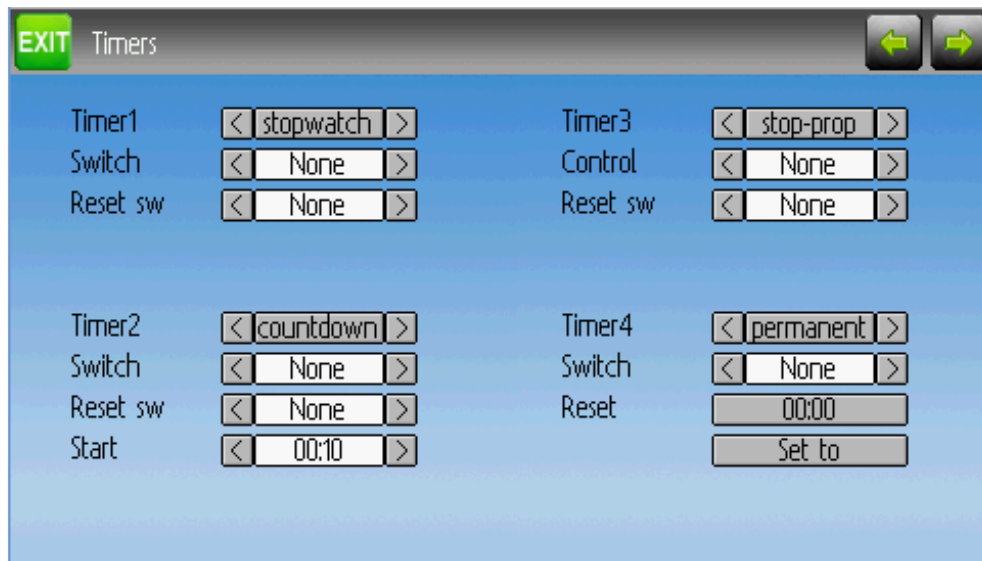 EXIT Timers
Timer1 < stopwatch >
Switch < None >
Reset sw < None >
Timer3 < stop-prop >
Control < None >
Reset sw < None >
Timer2 < countdown >
Switch < None >
Reset sw < None >
Start < 00:10 >
Timer4 < permanent >
Switch < None >
Reset 00:00
Set to